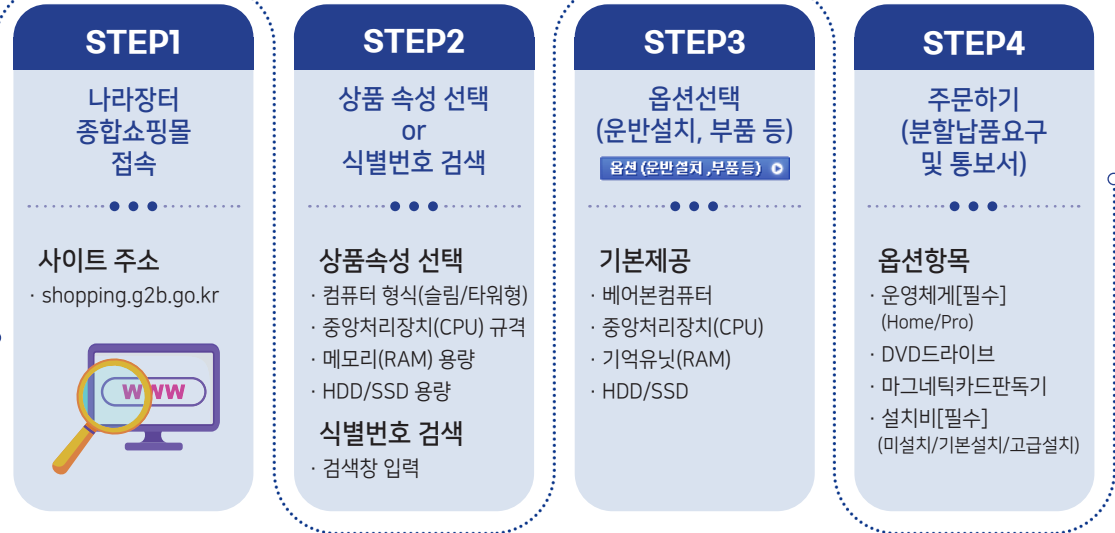 STEP1
나라장터
종합쇼핑몰
접속
사이트 주소
· shopping.g2b.go.kr
WWW
STEP2
상품 속성 선택
or
식별번호 검색
상품속성 선택
· 컴퓨터 형식(슬림/타워형)
· 중앙처리장치(CPU) 규격
· 메모리(RAM) 용량
· HDD/SSD 용량
식별번호 검색
· 검색창 입력
STEP3
옵션선택
(운반설치, 부품 등)
옵션 (운반설치 ,부품등)
기본제공
· 베어본컴퓨터
· 중앙처리장치(CPU)
· 기억유닛(RAM)
· HDD/SSD
STEP4
주문하기
(분할납품요구
및 통보서)
옵션항목
· 운영체게[필수]
(Home/Pro)
· DVD드라이브
· 마그네틱카드판독기
· 설치비[필수]
(미설치/기본설치/고급설치)